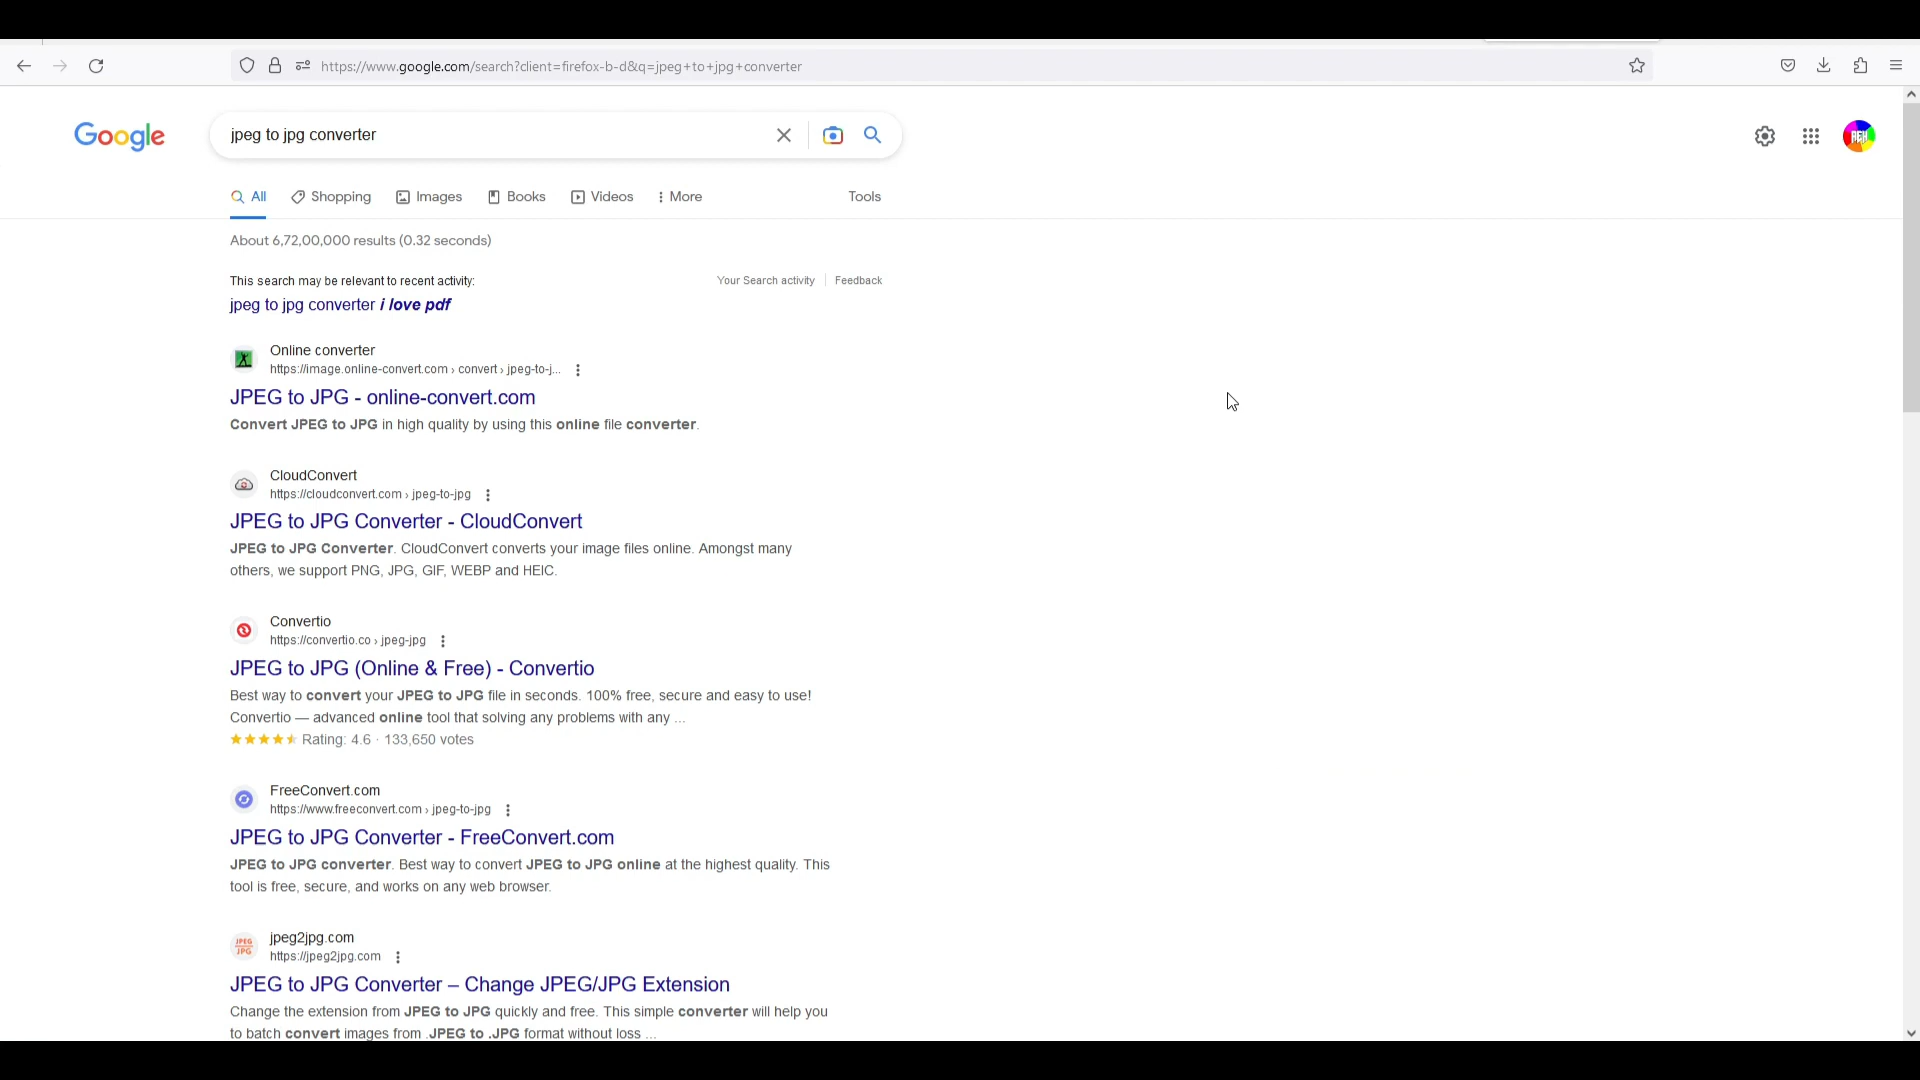 https://www.google.com/search?client=firefox-b-d&q=jpeg+to+jpg+converter
Google
jpeg to jpg converter
All
Shopping
Images
Books
Videos
More
Tools
About 6,72,00,000 results (0.32 seconds)
This search may be relevant to recent activity:
Your Search activity
Feedback
jpeg to jpg converter i love pdf
Online converter
https://image.online-convert.com › convert › jpeg-to-j...
JPEG to JPG - online-convert.com
Convert JPEG to JPG in high quality by using this online file converter.
CloudConvert
https://cloudconvert.com › jpeg-to-jpg
JPEG to JPG Converter - CloudConvert
JPEG to JPG Converter. CloudConvert converts your image files online. Amongst many
others, we support PNG, JPG, GIF, WEBP and HEIC.
Convertio
https://convertio.co › jpeg-jpg
JPEG to JPG (Online & Free) - Convertio
Best way to convert your JPEG to JPG file in seconds. 100% free, secure and easy to use!
Convertio — advanced online tool that solving any problems with any ...
Rating: 4.6 · 133,650 votes
FreeConvert.com
https://www.freeconvert.com › jpeg-to-jpg
JPEG to JPG Converter - FreeConvert.com
JPEG to JPG converter. Best way to convert JPEG to JPG online at the highest quality. This
tool is free, secure, and works on any web browser.
JPEG
JPG
jpeg2jpg.com
https://jpeg2jpg.com
JPEG to JPG Converter – Change JPEG/JPG Extension
Change the extension from JPEG to JPG quickly and free. This simple converter will help you
to batch convert images from .JPEG to .JPG format without loss ...